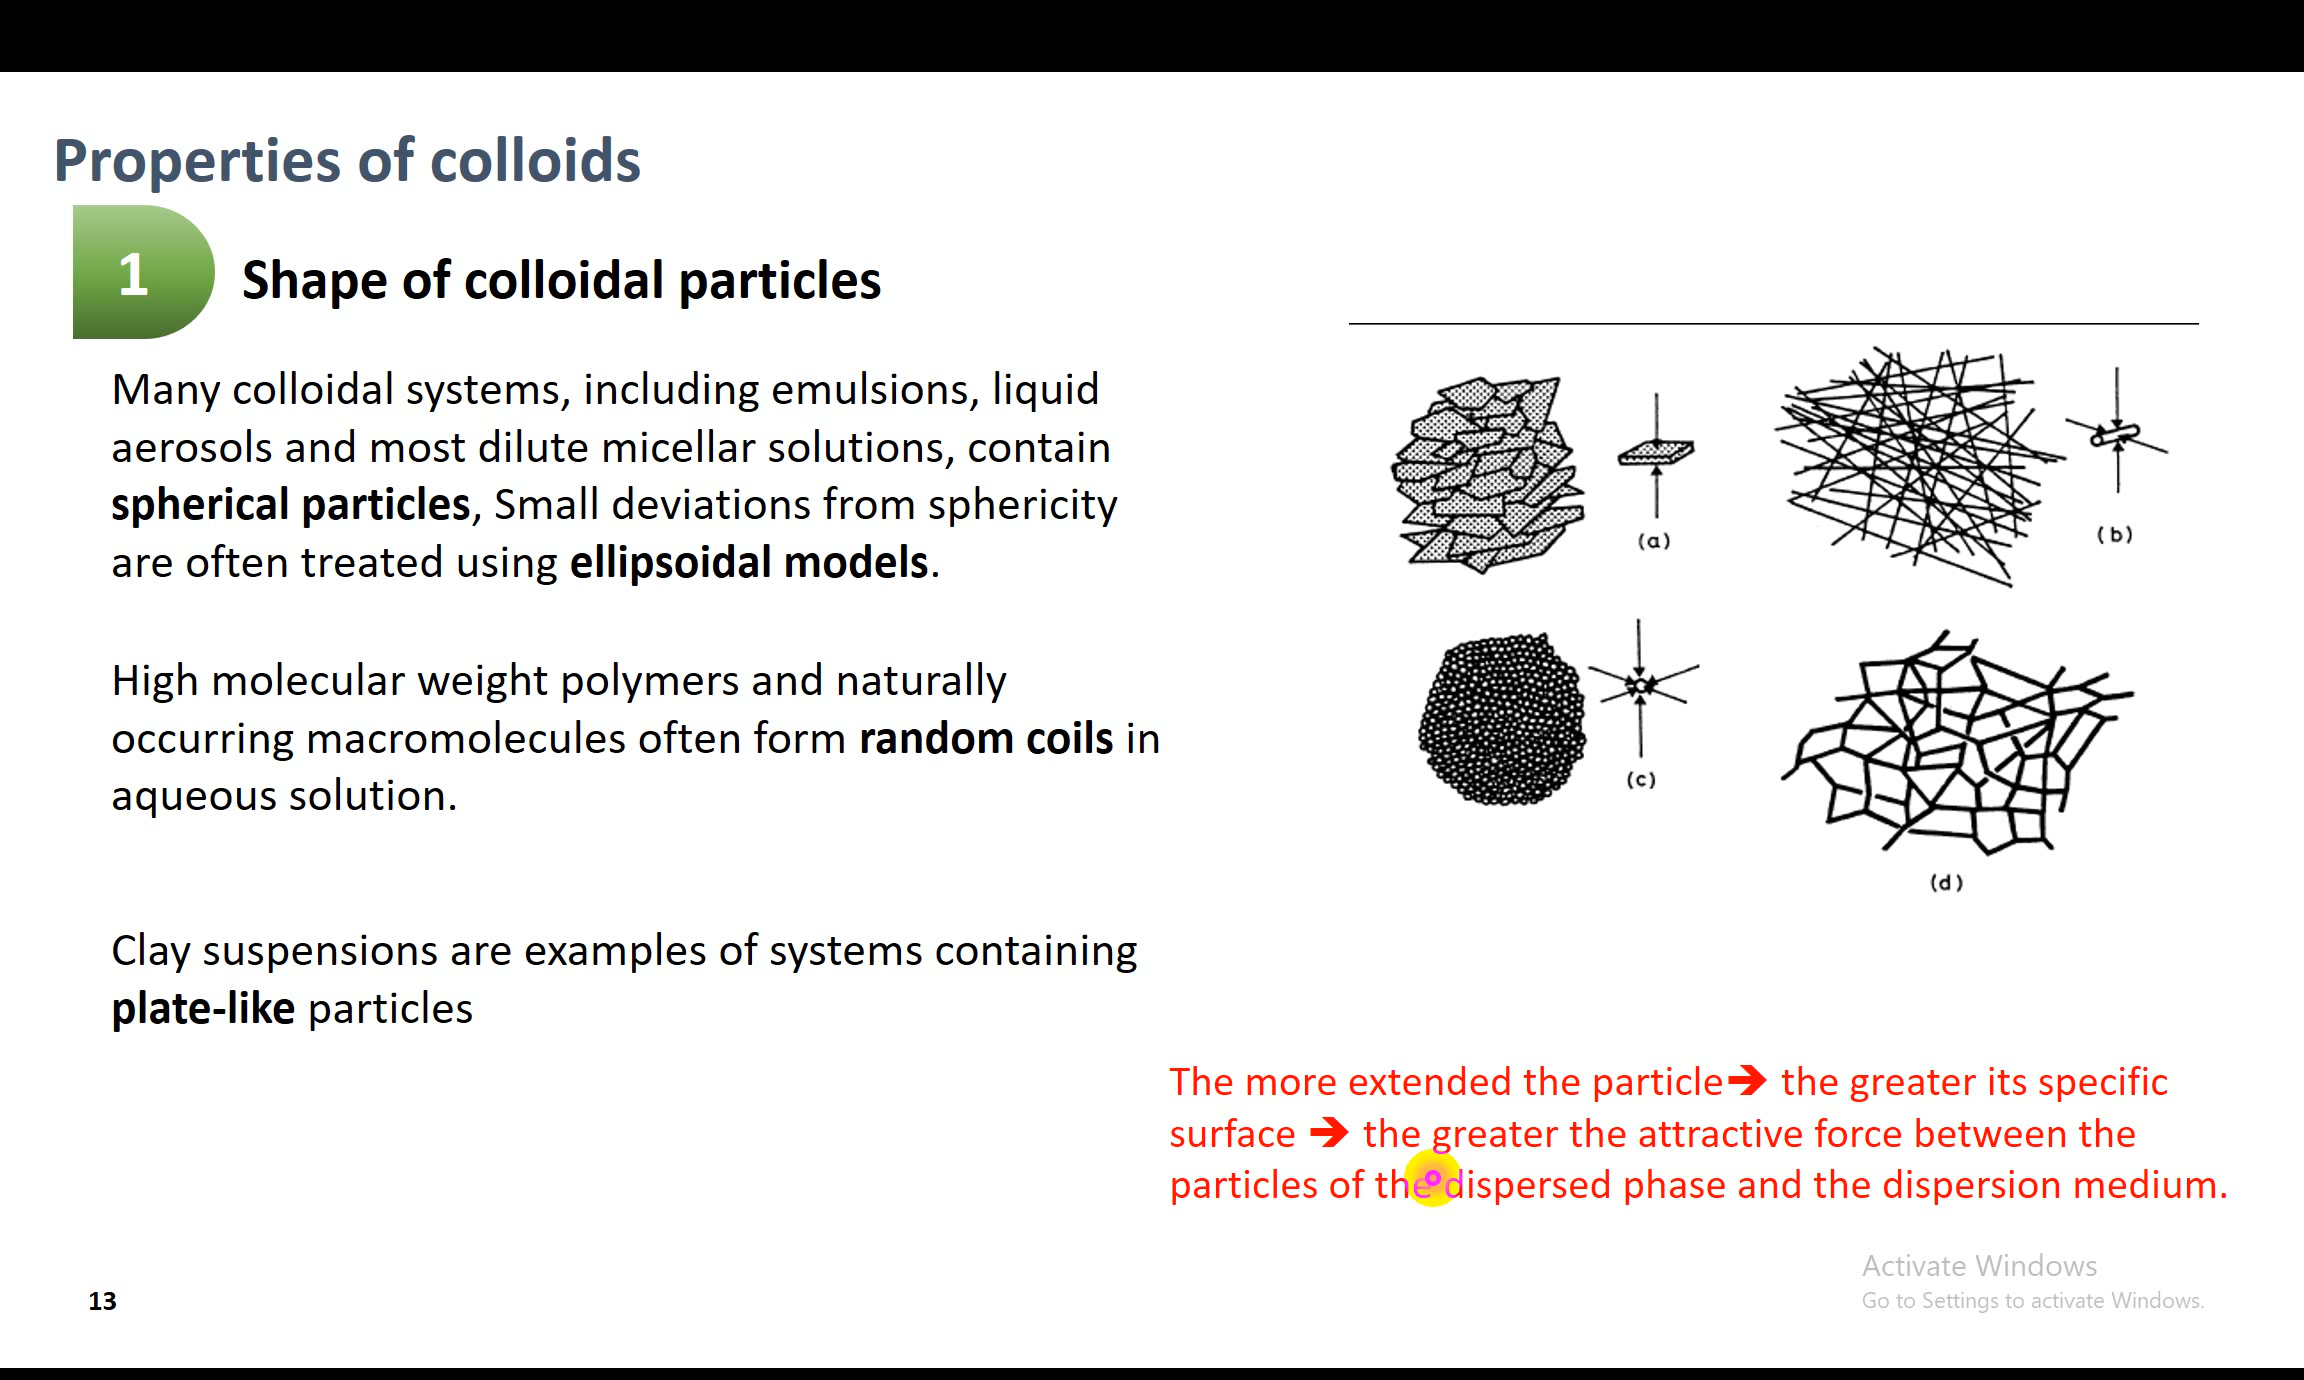 Properties of colloids
1
Shape of colloidal particles
Many colloidal systems, including emulsions, liquid
aerosols and most dilute micellar solutions, contain
spherical particles, Small deviations from sphericity
are often treated using ellipsoidal models.
High molecular weight polymers and naturally
occurring macromolecules often form random coils in
aqueous solution.
Clay suspensions are examples of systems containing
plate-like particles
(a)
(b)
(c)
(d)
The more extended the particle➔ the greater its specific
surface ➔ the greater the attractive force between the
particles of the dispersed phase and the dispersion medium.
Activate Windows
Go to Settings to activate Windows.
13